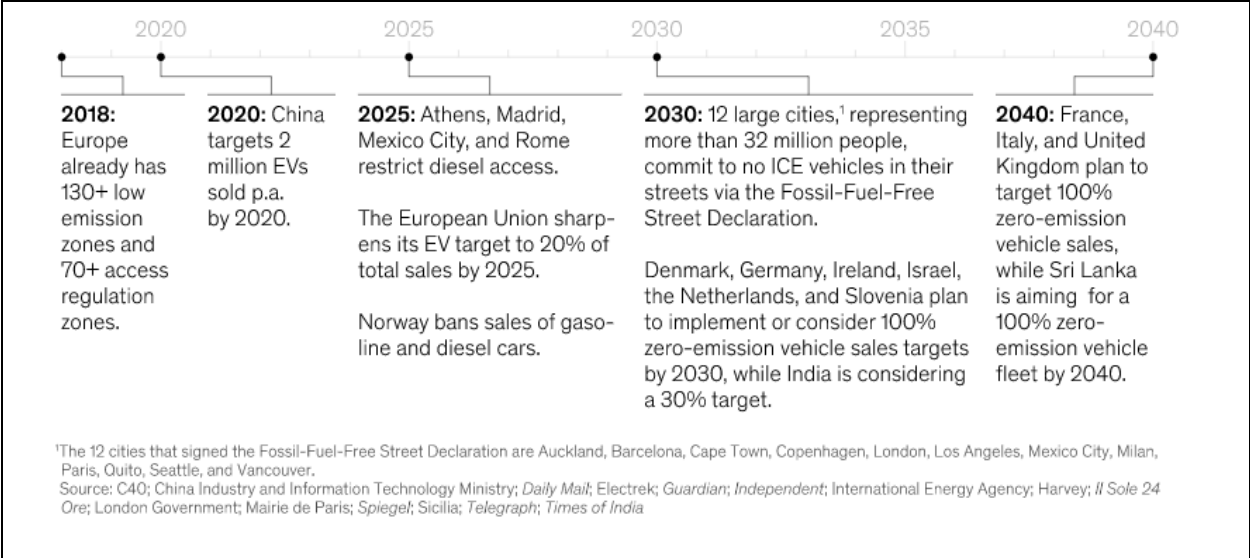 2020 2025 2030 2035 2040
2018:
Europe
already has
130+ low
emission
zones and
70+ access
regulation
zones.
2020: China
targets 2
million EVs
sold p.a.
by 2020.
2025: Athens, Madrid,
Mexico City, and Rome
restrict diesel access.
The European Union sharp-
ens its EV target to 20% of
total sales by 2025.
Norway bans sales of gaso-
line and diesel cars.
2030: 12 large cities,¹ representing
more than 32 million people,
commit to no ICE vehicles in their
streets via the Fossil-Fuel-Free
Street Declaration.
Denmark, Germany, Ireland, Israel,
the Netherlands, and Slovenia plan
to implement or consider 100%
zero-emission vehicle sales targets
by 2030, while India is considering
a 30% target.
2040: France,
Italy, and United
Kingdom plan to
target 100%
zero-emission
vehicle sales,
while Sri Lanka
is aiming for a
100% zero-
emission vehicle
fleet by 2040.
¹The 12 cities that signed the Fossil-Fuel-Free Street Declaration are Auckland, Barcelona, Cape Town, Copenhagen, London, Los Angeles, Mexico City, Milan,
Paris, Quito, Seattle, and Vancouver.
Source: C40; China Industry and Information Technology Ministry; Daily Mail; Electrek; Guardian; Independent; International Energy Agency; Harvey; Il Sole 24
Ore; London Government; Mairie de Paris; Spiegel; Sicilia; Telegraph; Times of India